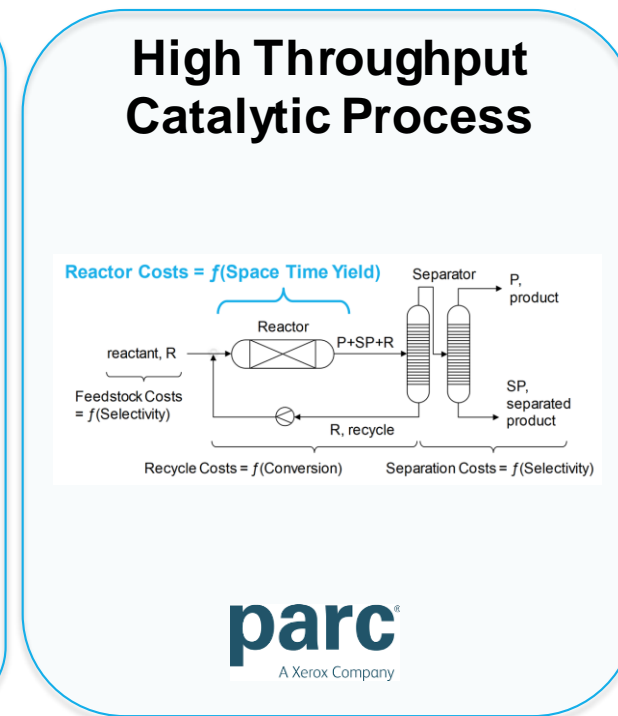 High Throughput
Catalytic Process
Reactor Costs = ƒ(Space Time Yield)
Separator
P,
product
Reactor
P+SP+R
reactant, R
Feedstock Costs
= ƒ(Selectivity)
SP,
separated
product
R, recycle
Recycle Costs = ƒ(Conversion)
Separation Costs = ƒ(Selectivity)
parc®
A Xerox Company